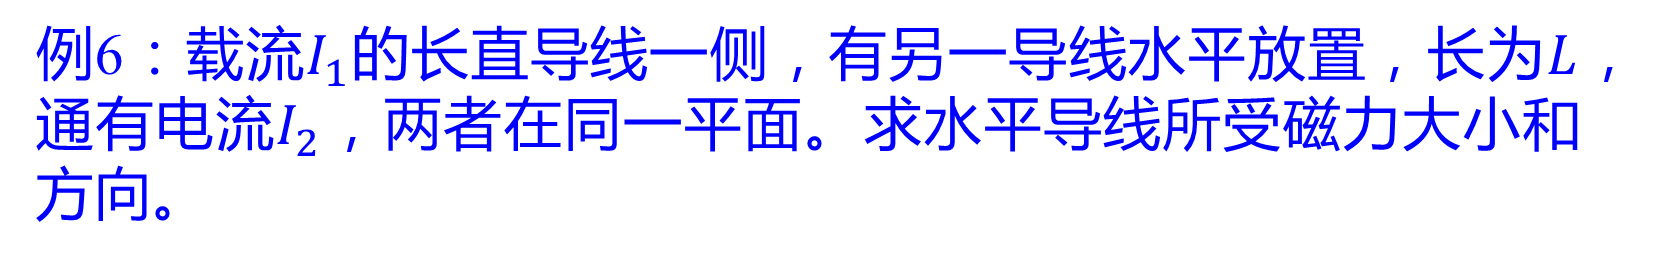 例6：载流I₁的长直导线一侧，有另一导线水平放置，长为L，
通有电流I₂，两者在同一平面。求水平导线所受磁力大小和
方向。